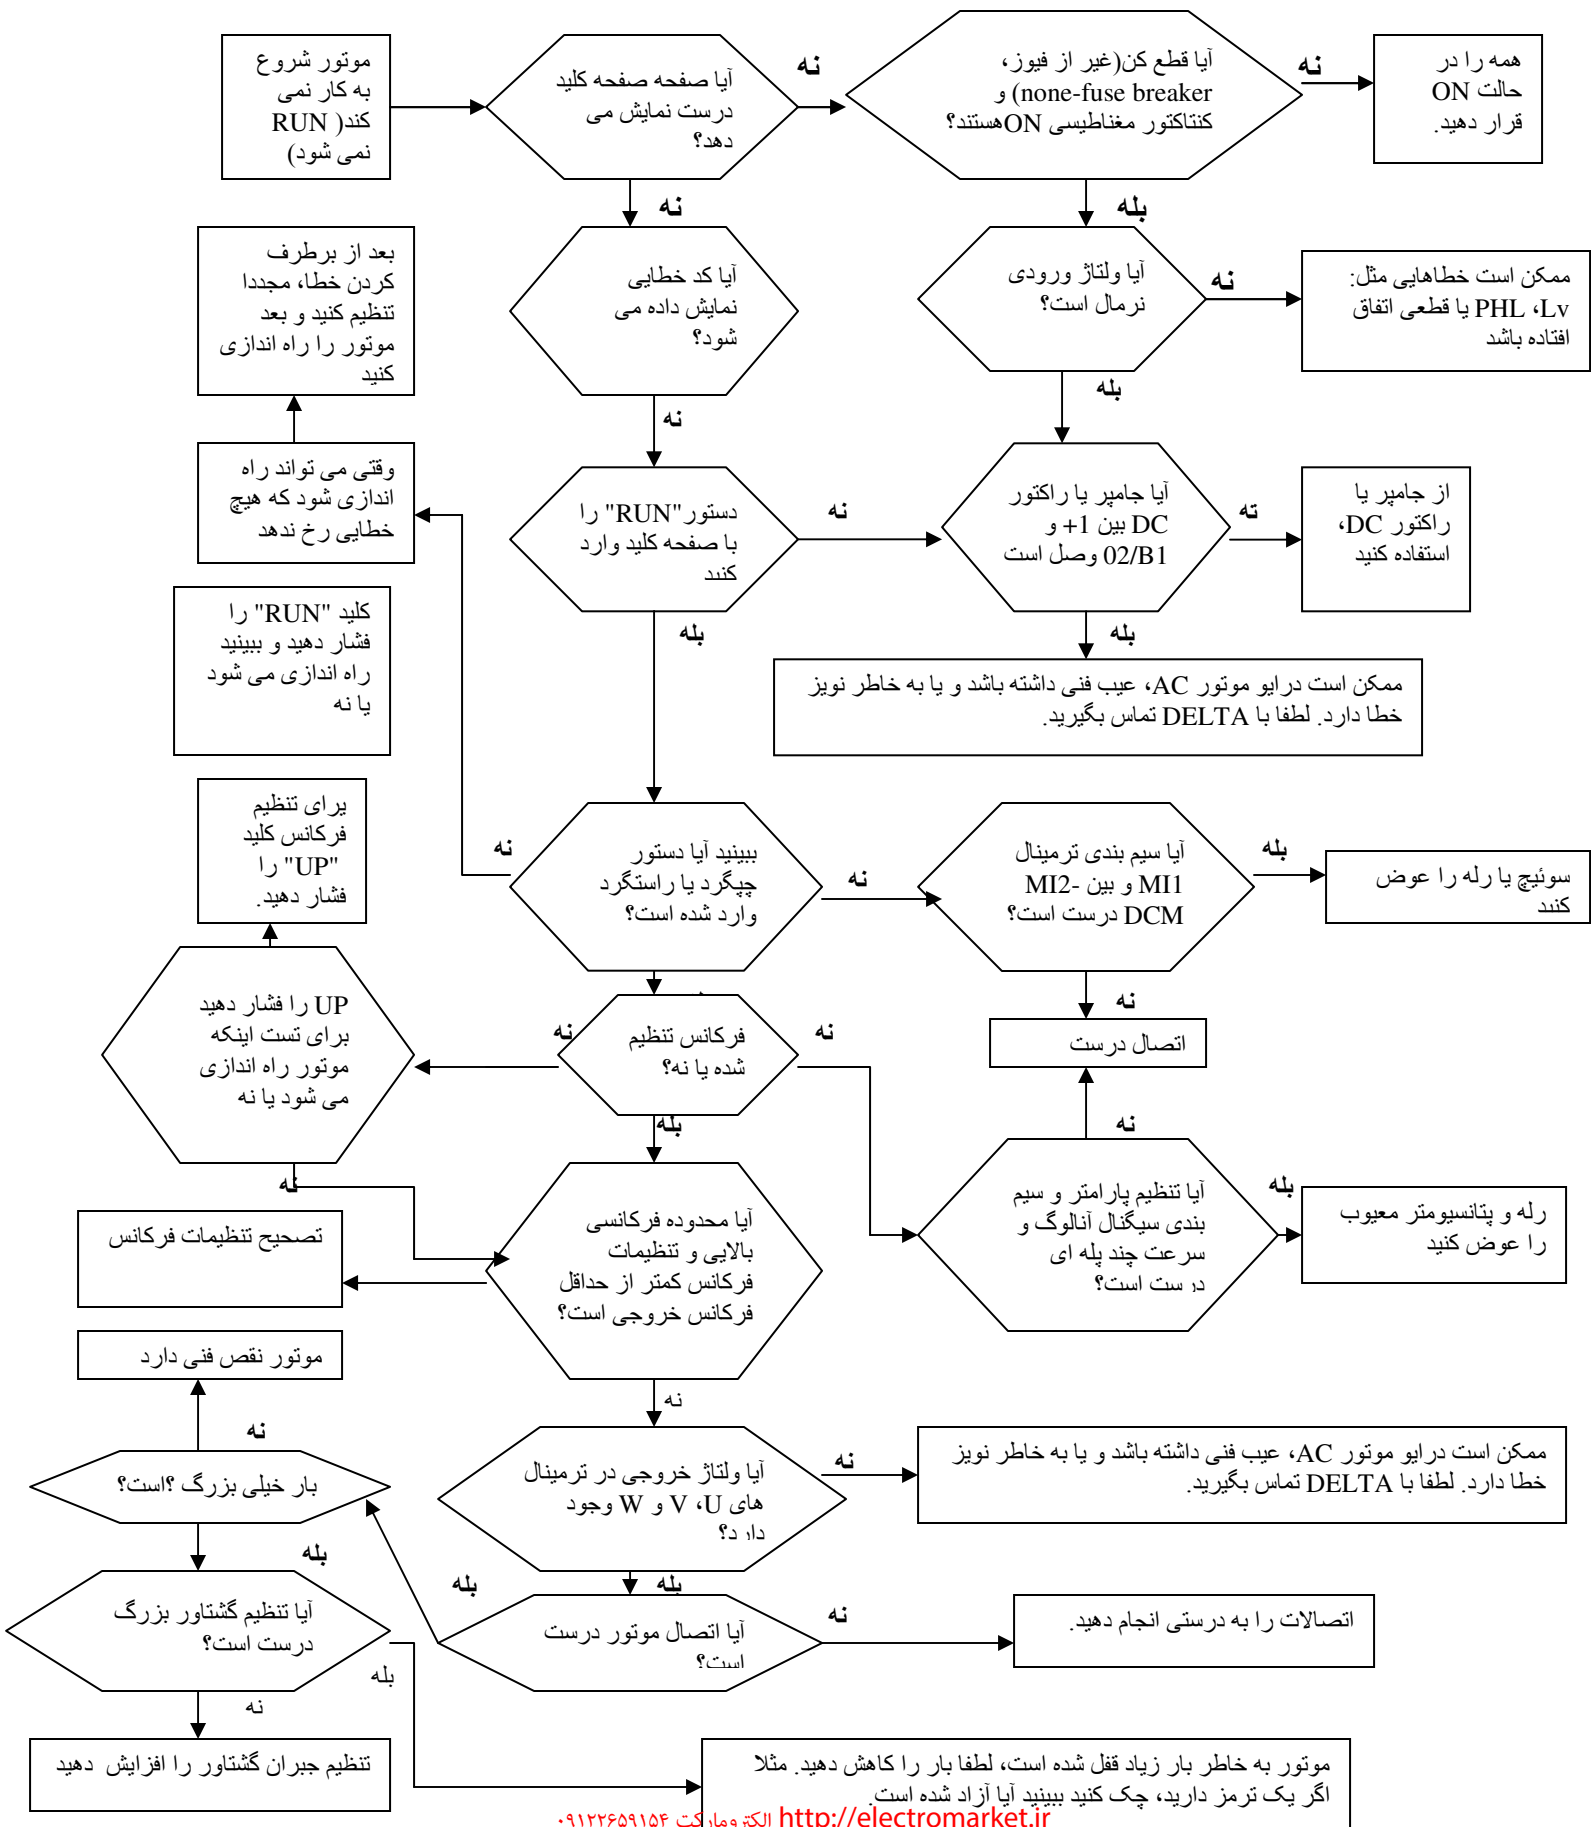 موتور شروع
به کار نمی
کند( RUN
نمی شود)
آیا صفحه صفحه کلید
درست نمایش می
دهد؟
نه
آیا قطع کن(غیر از فیوز،
none-fuse breaker) و
کنتاکتور مغناطیسی ONهستند؟
نه
همه را در
حالت ON
قرار دهید.
نه
بله
بعد از برطرف
کردن خطا، مجددا
تنظیم کنید و بعد
موتور را راه اندازی
کنید
آیا کد خطایی
نمایش داده می
شود؟
آیا ولتاژ ورودی
نرمال است؟
نه
ممکن است خطاهایی مثل:
Lv، PHL یا قطعی اتفاق
افتاده باشد
نه
بله
وقتی می تواند راه
اندازی شود که هیچ
خطایی رخ ندهد
دستور"RUN" را
با صفحه کلید وارد
کنید
نه
آیا جامپر یا راکتور
DC بین 1+ و
02/B1 وصل است
ته
از جامپر یا
راکتور DC،
استفاده کنید
کلید "RUN" را
فشار دهید و ببینید
راه اندازی می شود
یا نه
بله
بله
ممکن است درایو موتور AC، عیب فنی داشته باشد و یا به خاطر نویز
خطا دارد. لطفا با DELTA تماس بگیرید.
یرای تنظیم
فرکانس کلید
"UP" را
فشار دهید.
نه
ببینید آیا دستور
چپگرد یا راستگرد
وارد شده است؟
نه
آیا سیم بندی ترمینال
MI1 و بین MI2-
DCM درست است؟
بله
سوئیچ یا رله را عوض
کنید
UP را فشار دهید
برای تست اینکه
موتور راه اندازی
می شود یا نه
نه
فرکانس تنظیم
شده یا نه؟
نه
نه
اتصال درست
بله
نه
نه
آیا محدوده فرکانسی
بالایی و تنظیمات
فرکانس کمتر از حداقل
فرکانس خروجی است؟
آیا تنظیم پارامتر و سیم
بندی سیگنال آنالوگ و
سرعت چند پله ای
درست است؟
بله
رله و پتانسیومتر معیوب
را عوض کنید
تصحیح تنظیمات فرکانس
موتور نقص فنی دارد
نه
نه
بار خیلی بزرگ ؟است؟
آیا ولتاژ خروجی در ترمینال
های U، V و W وجود
دارد؟
نه
ممکن است درایو موتور AC، عیب فنی داشته باشد و یا به خاطر نویز
خطا دارد. لطفا با DELTA تماس بگیرید.
بله
بله
بله
آیا تنظیم گشتاور بزرگ
درست است؟
آیا اتصال موتور درست
است؟
نه
اتصالات را به درستی انجام دهید.
بله
نه
تنظیم جبران گشتاور را افزایش دهید
موتور به خاطر بار زیاد قفل شده است، لطفا بار را کاهش دهید. مثلا
اگر یک ترمز دارید، چک کنید ببینید آیا آزاد شده است.
http://electromarket.ir الکترومارکت ۰۹۱۲۲۶۵۹۱۵۴